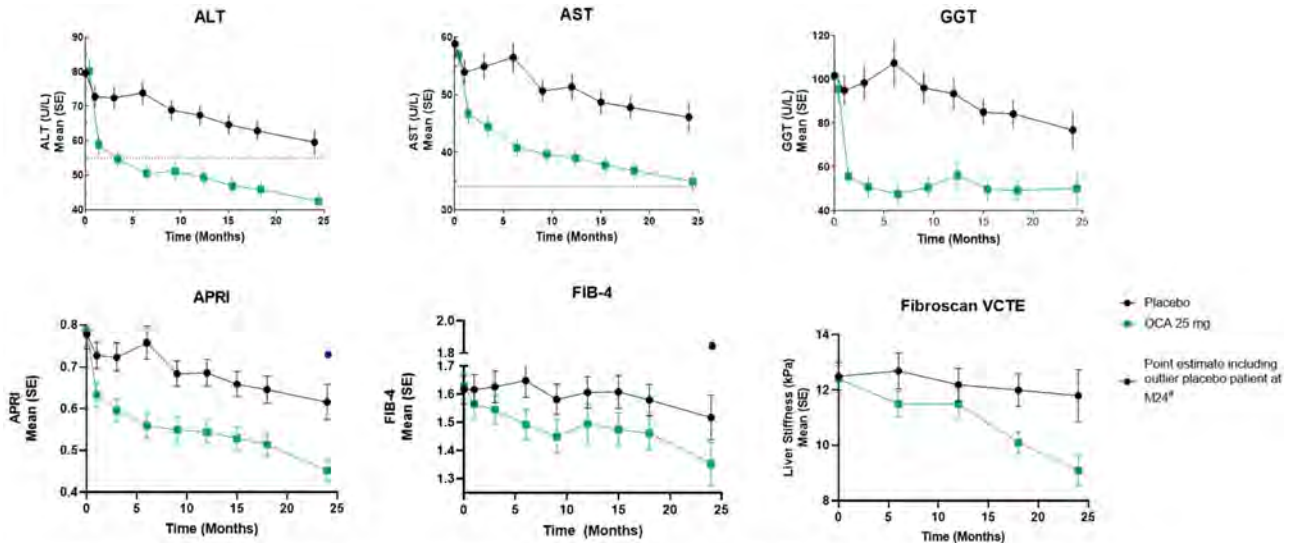 ALT
ALT (U/L)
Mean (SE)
90
80
70
60
50
40
0
5
10
15
20
25
Time (Months)
AST
AST (U/L)
Mean (SE)
60
50
40
30
0
5
10
15
20
25
Time (Months)
GGT
GGT (U/L)
Mean (SE)
120
100
80
60
40
0
5
10
15
20
25
Time (Months)
APRI
APRI
Mean (SE)
0.8
0.7
0.6
0.5
0.4
0
5
10
15
20
25
Time (Months)
FIB-4
FIB-4
Mean (SE)
2.0
1.8
1.7
1.6
1.5
1.4
1.3
0
5
10
15
20
25
Time (Months)
Fibroscan VCTE
Liver Stiffness (kPa)
Mean (SE)
14
12
10
8
0
5
10
15
20
25
Time (Months)
Placebo
OCA 25 mg
Point estimate including
outlier placebo patient at
M24#